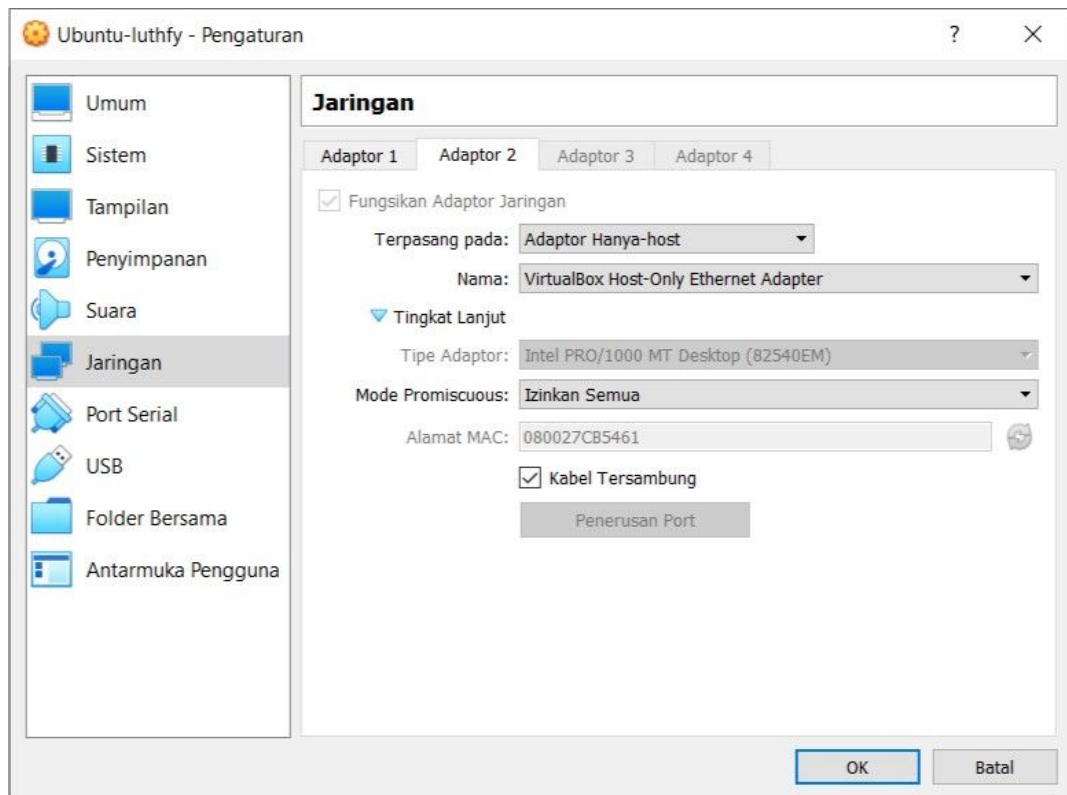 Ubuntu-luthfy - Pengaturan
?
Umum
Sistem
Tampilan
Penyimpanan
Suara
Jaringan
Port Serial
USB
Folder Bersama
Antarmuka Pengguna
Jaringan
Adaptor 1 Adaptor 2 Adaptor 3 Adaptor 4
Fungsikan Adaptor Jaringan
Terpasang pada: Adaptor Hanya-host
Nama: VirtualBox Host-Only Ethernet Adapter
Tingkat Lanjut
Tipe Adaptor: Intel PRO/1000 MT Desktop (82540EM)
Mode Promiscuous: Izinkan Semua
Alamat MAC: 080027CB5461
Kabel Tersambung
Penerusan Port
OK Batal